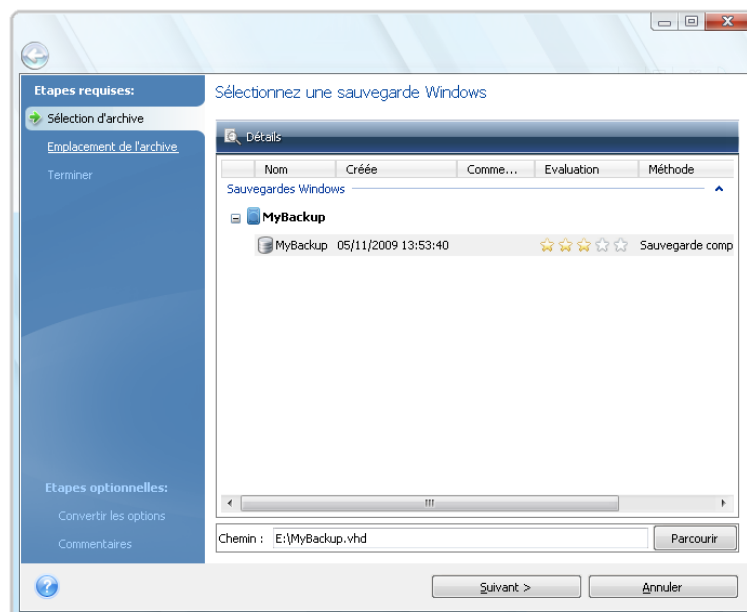 Etapes requises:
Sélection d'archive
Emplacement de l'archive
Terminer
Etapes optionnelles:
Convertir les options
Commentaires
Sélectionnez une sauvegarde Windows
Détails
Nom Créée Comme... Evaluation Méthode
Sauvegardes Windows
MyBackup
MyBackup 05/11/2009 13:53:40 Sauvegarde comp
Chemin : E:\MyBackup.vhd Parcourir
Suivant > Annuler